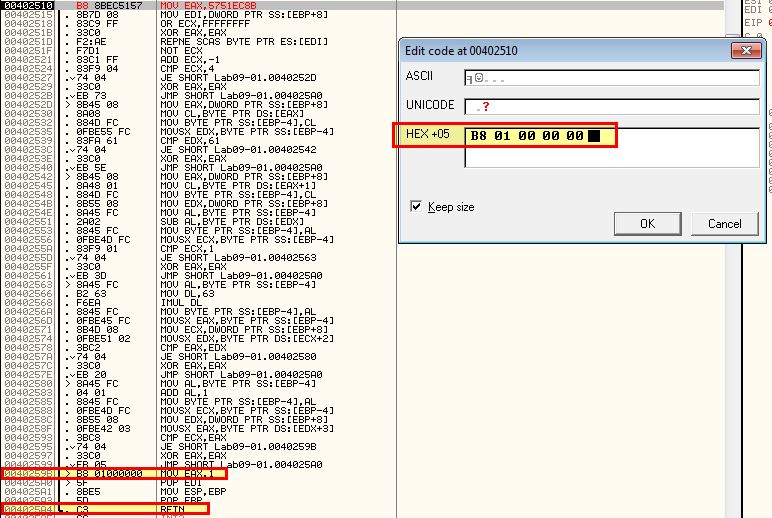 00402510 B8 8BEC5157 MOV EAX,5751EC8B
00402515 . 8B7D 08 MOV EDI,DWORD PTR SS:[EBP+8]
00402518 . 83C9 FF OR ECX,FFFFFFFF
0040251B . 33C0 XOR EAX,EAX
0040251D . F2:AE REPNE SCAS BYTE PTR ES:[EDI]
0040251F . F7D1 NOT ECX
00402521 . 83C1 FF ADD ECX,-1
00402524 . 83F9 04 CMP ECX,4
00402527 . 74 04 JE SHORT Lab09-01.0040252D
00402529 . 33C0 XOR EAX,EAX
0040252B . EB 73 JMP SHORT Lab09-01.004025A0
0040252D > 8B45 08 MOV EAX,DWORD PTR SS:[EBP+8]
00402530 . 8A08 MOV CL,BYTE PTR DS:[EAX]
00402532 . 884D FC MOV BYTE PTR SS:[EBP-4],CL
00402535 . 0FBE55 FC MOVSX EDX,BYTE PTR SS:[EBP-4]
00402539 . 83FA 61 CMP EDX,61
0040253C . 74 04 JE SHORT Lab09-01.00402542
0040253E . 33C0 XOR EAX,EAX
00402540 . EB 5E JMP SHORT Lab09-01.004025A0
00402542 > 8B45 08 MOV EAX,DWORD PTR SS:[EBP+8]
00402545 . 8A48 01 MOV CL,BYTE PTR DS:[EAX+1]
00402548 . 884D FC MOV BYTE PTR SS:[EBP-4],CL
0040254B . 8B55 08 MOV EDX,DWORD PTR SS:[EBP+8]
0040254E . 8A45 FC MOV AL,BYTE PTR SS:[EBP-4]
00402551 . 2A02 SUB AL,BYTE PTR DS:[EDX]
00402553 . 8845 FC MOV BYTE PTR SS:[EBP-4],AL
00402556 . 0FBE4D FC MOVSX ECX,BYTE PTR SS:[EBP-4]
0040255A . 83F9 01 CMP ECX,1
0040255D . 74 04 JE SHORT Lab09-01.00402563
0040255F . 33C0 XOR EAX,EAX
00402561 . EB 3D JMP SHORT Lab09-01.004025A0
00402563 > 8A45 FC MOV AL,BYTE PTR SS:[EBP-4]
00402566 . B2 63 MOV DL,63
00402568 . F6EA IMUL DL
0040256A . 8845 FC MOV BYTE PTR SS:[EBP-4],AL
0040256D . 0FBE45 FC MOVSX EAX,BYTE PTR SS:[EBP-4]
00402571 . 8B4D 08 MOV ECX,DWORD PTR SS:[EBP+8]
00402574 . 0FBE51 02 MOVSX EDX,BYTE PTR DS:[ECX+2]
00402578 . 3BC2 CMP EAX,EDX
0040257A . 74 04 JE SHORT Lab09-01.00402580
0040257C . 33C0 XOR EAX,EAX
0040257E . EB 20 JMP SHORT Lab09-01.004025A0
00402580 > 8A45 FC MOV AL,BYTE PTR SS:[EBP-4]
00402583 . 04 01 ADD AL,1
00402585 . 8845 FC MOV BYTE PTR SS:[EBP-4],AL
00402588 . 0FBE4D FC MOVSX ECX,BYTE PTR SS:[EBP-4]
0040258C . 8B55 08 MOV EDX,DWORD PTR SS:[EBP+8]
0040258F . 0FBE42 03 MOVSX EAX,BYTE PTR DS:[EDX+3]
00402593 . 3BC8 CMP ECX,EAX
00402595 . 74 04 JE SHORT Lab09-01.0040259B
00402597 . 33C0 XOR EAX,EAX
00402599 . EB 05 JMP SHORT Lab09-01.004025A0
0040259B > B8 01000000 MOV EAX,1
004025A0 > 5F POP EDI
004025A1 . 8BE5 MOV ESP,EBP
004025A3 . 5D POP EBP
004025A4 . C3 RETN
Edit code at 00402510
ASCII
UNICODE . ?
HEX +05 B8 01 00 00 00
Keep size
OK Cancel
EDI
EIP